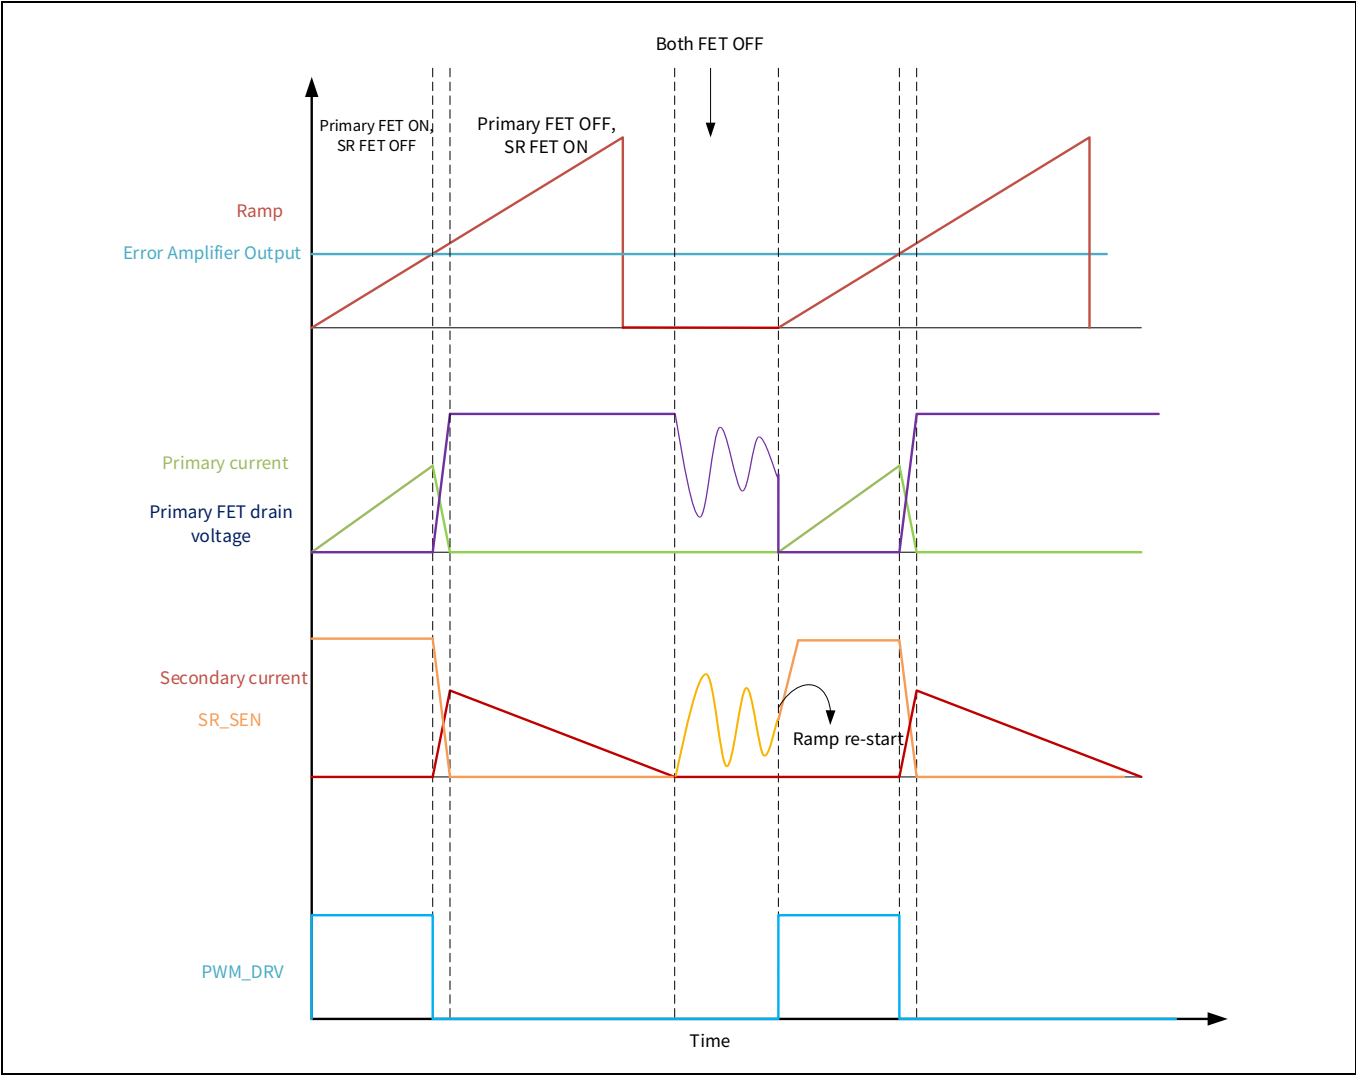 Both FET OFF
Primary FET ON,
SR FET OFF
Primary FET OFF,
SR FET ON
Ramp
Error Amplifier Output
Primary current
Primary FET drain
voltage
Secondary current
SR_SEN
Ramp re-start
PWM_DRV
Time